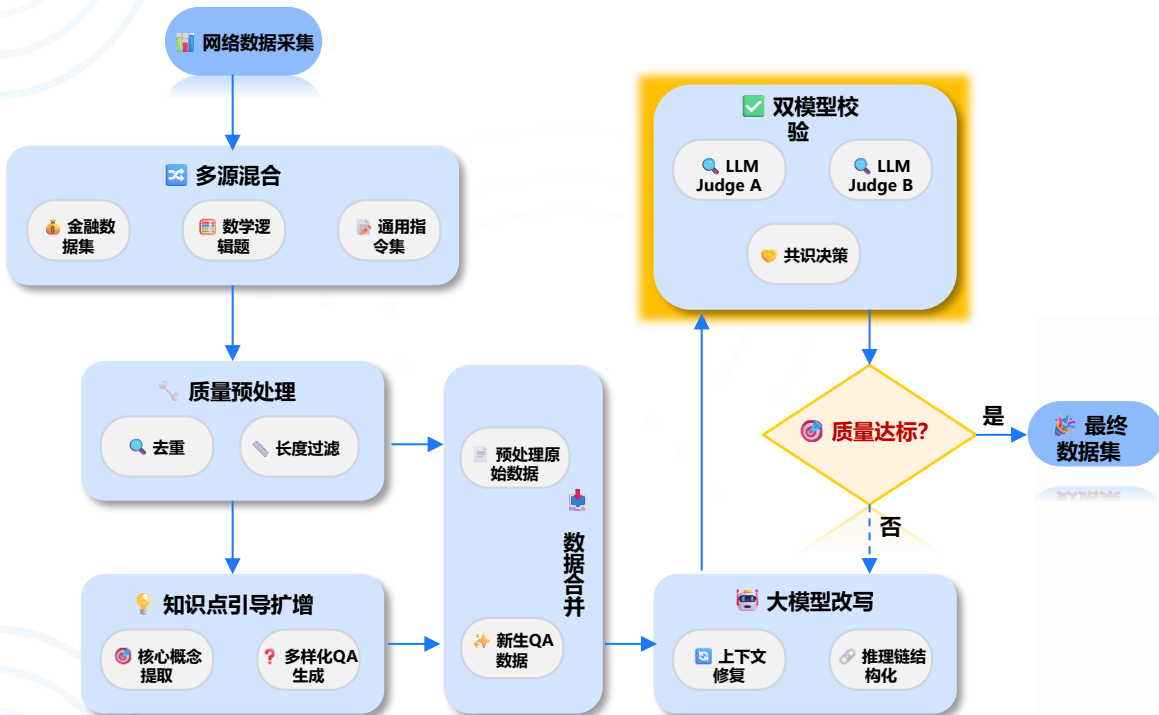 网络数据采集
多源混合
金融数
据集
数学逻
辑题
通用指
令集
质量预处理
去重
长度过滤
知识点引导扩增
核心概念
提取
多样化QA
生成
预处理原
始数据
数据合并
新生QA
数据
双模型校
验
LLM
Judge A
LLM
Judge B
共识决策
质量达标?
是
否
最终
数据集
大模型改写
上下文
修复
推理链结
构化